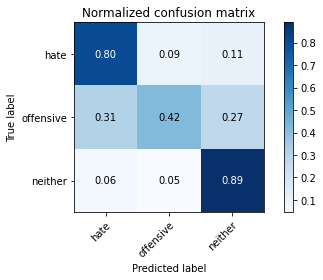 Normalized confusion matrix
True label
hate
0.80 0.09 0.11
offensive
0.31 0.42 0.27
neither
0.06 0.05 0.89
hate
offensive
neither
Predicted label
0.8
0.7
0.6
0.5
0.4
0.3
0.2
0.1